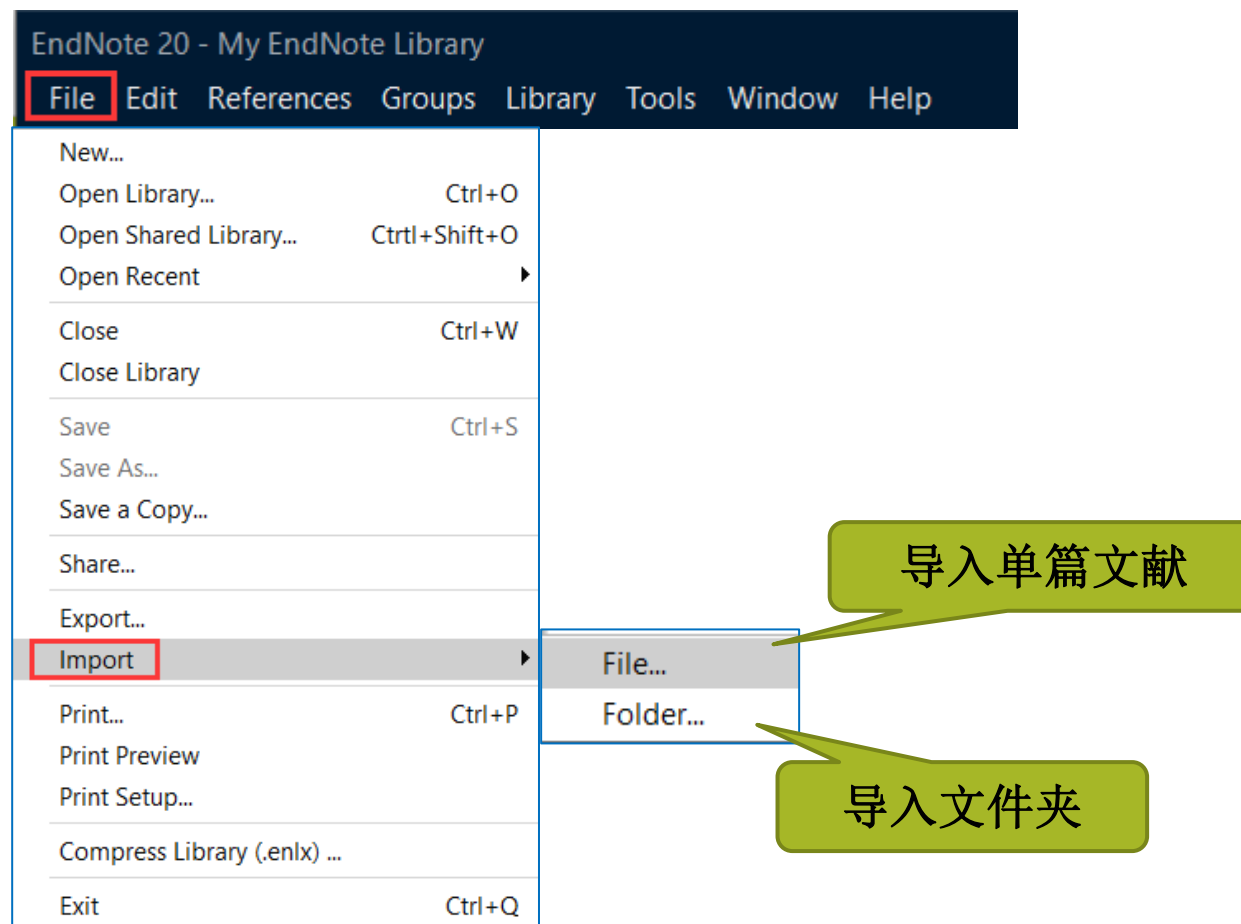 EndNote 20 - My EndNote Library
File Edit References Groups Library Tools Window Help
New...
Open Library... Ctrl+O
Open Shared Library... Ctrtl+Shift+O
Open Recent
Close Ctrl+W
Close Library
Save Ctrl+S
Save As...
Save a Copy...
Share...
Export...
Import
导入单篇文献
File...
Folder...
导入文件夹
Print... Ctrl+P
Print Preview
Print Setup...
Compress Library (.enlx) ...
Exit Ctrl+Q